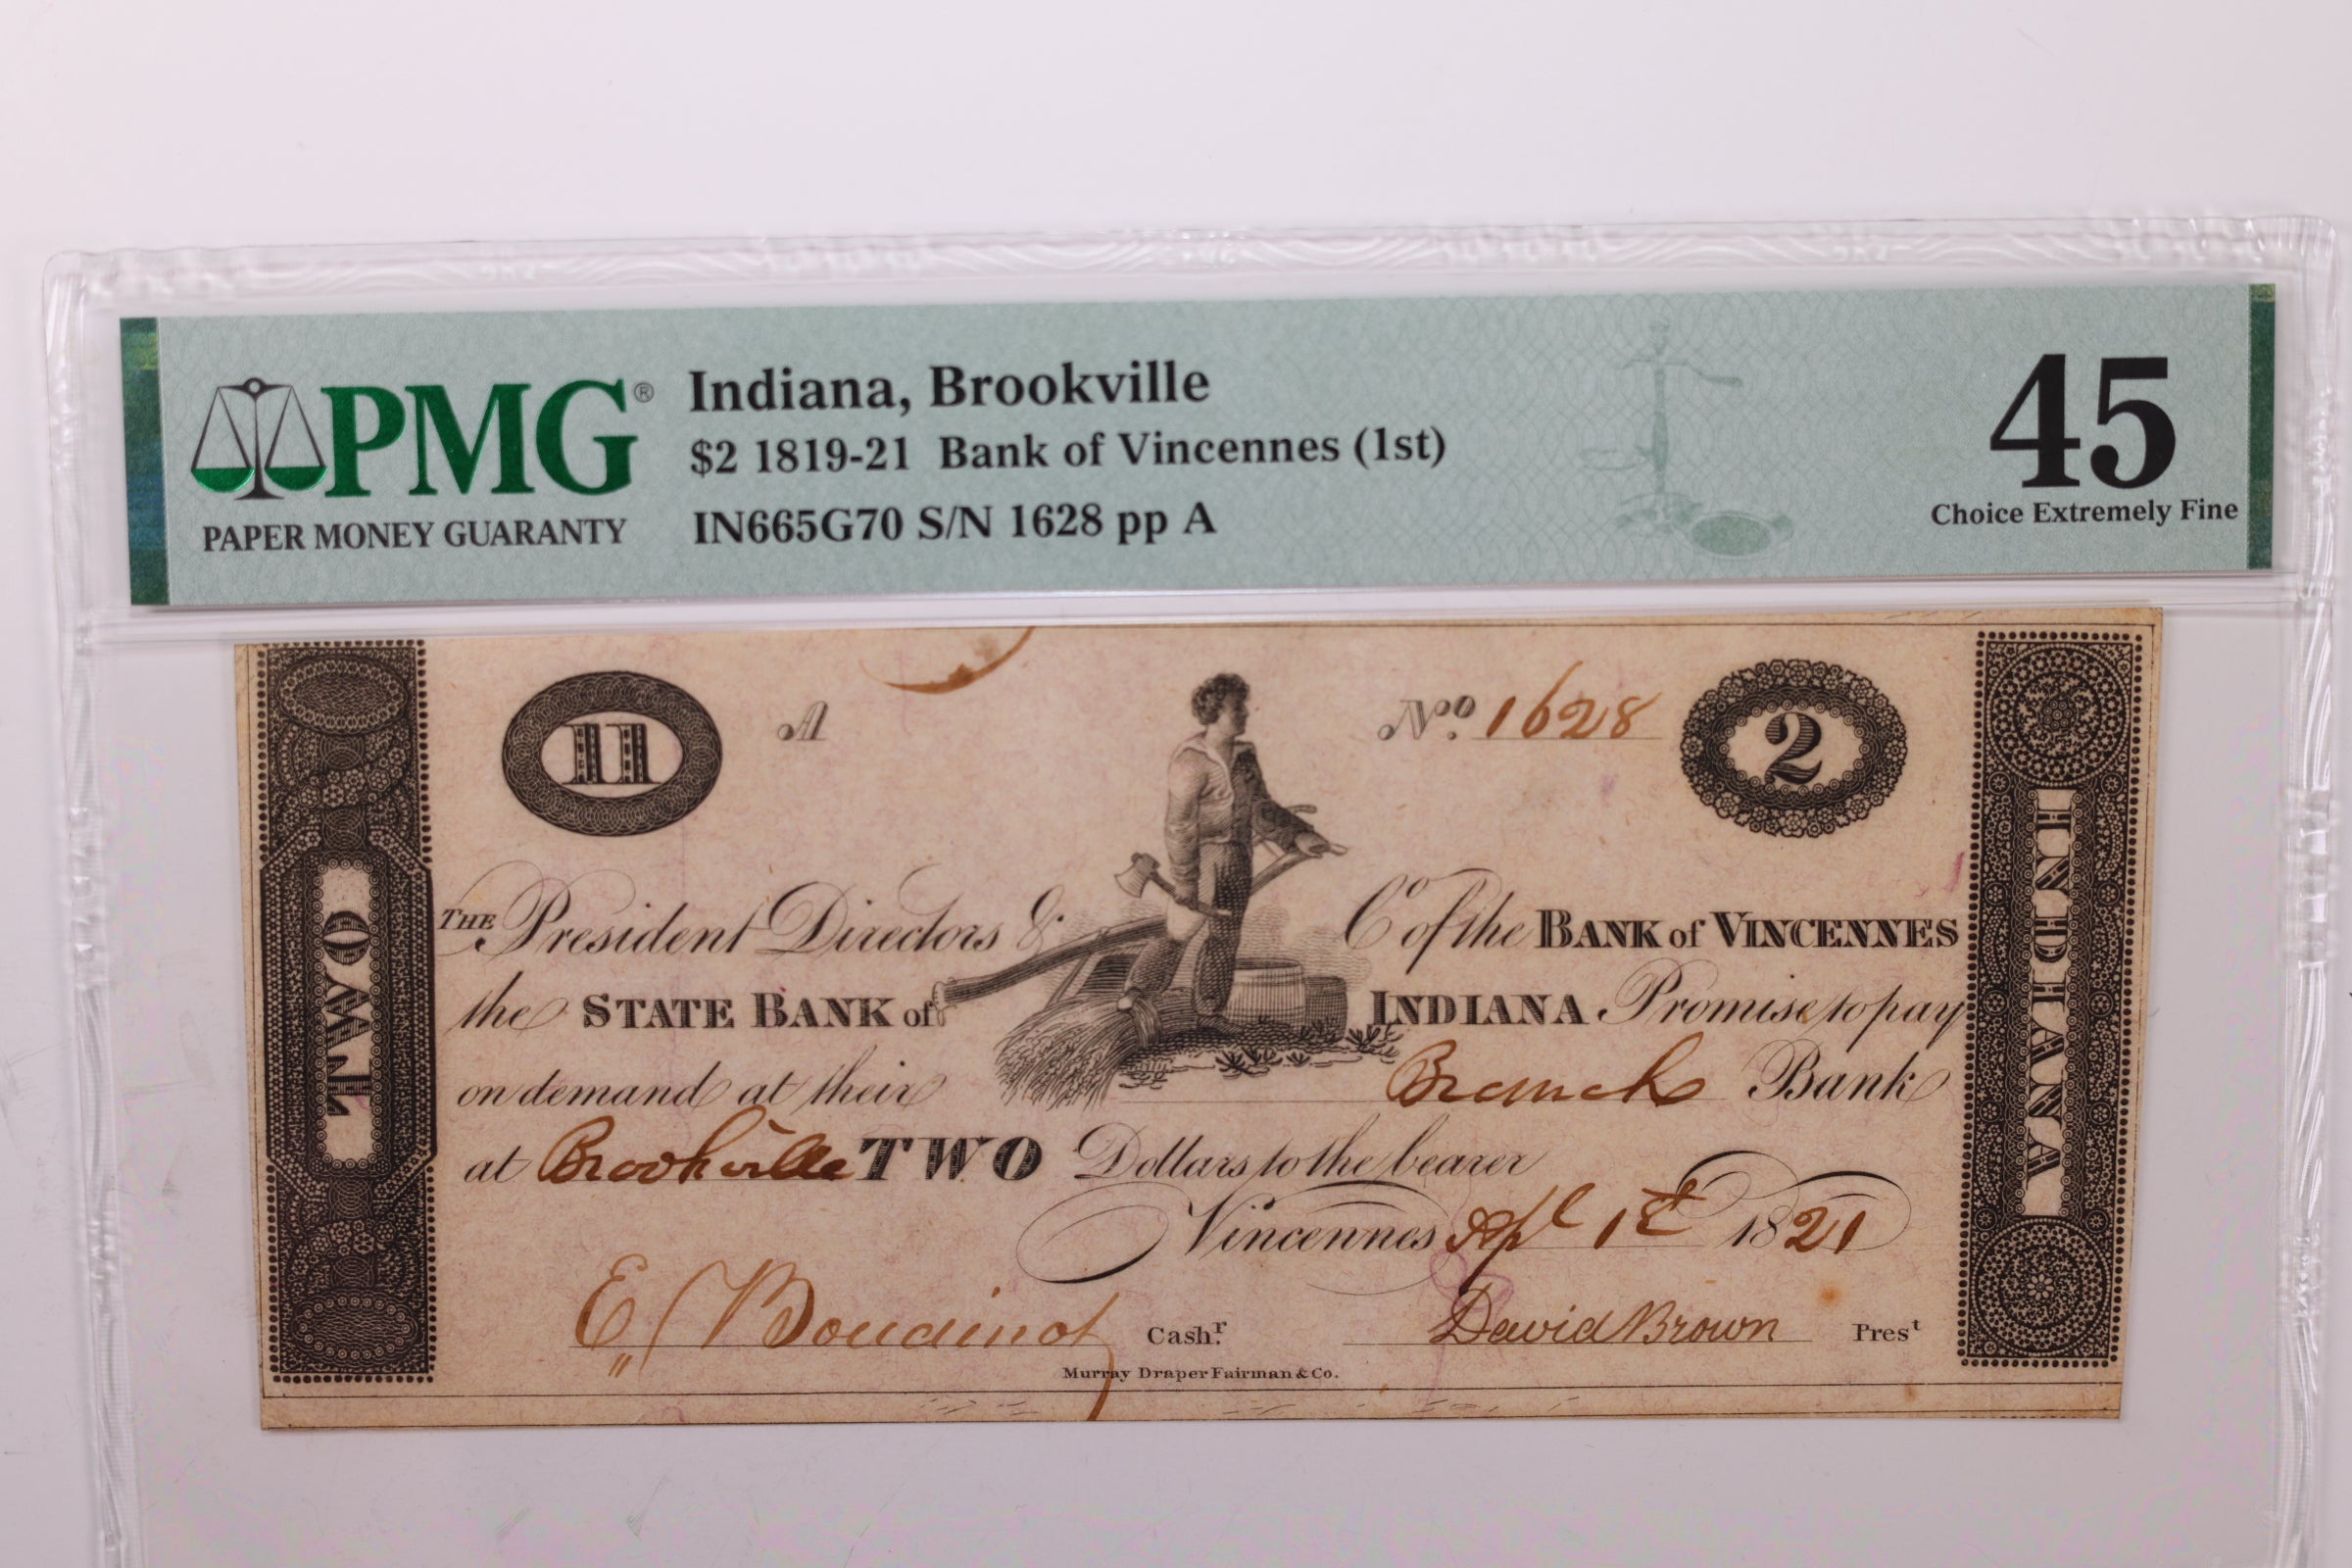 PMG®
PAPER MONEY GUARANTY
Indiana, Brookville
$2 1819-21 Bank of Vincennes (1st)
IN665G70 S/N 1628 pp A
45
Choice Extremely Fine
11
A
No. 1628
2
THE President Directors & Co of the BANK of VINCENNES
the STATE BANK of INDIANA Promise to pay
on demand at their Branch Bank
at Brookville TWO Dollars to the bearer
Vincennes Apl 1st 1821
E. Boudinot Cashr. David Brown Prest
Murray Draper Fairman & Co.
TWO
INDIANA